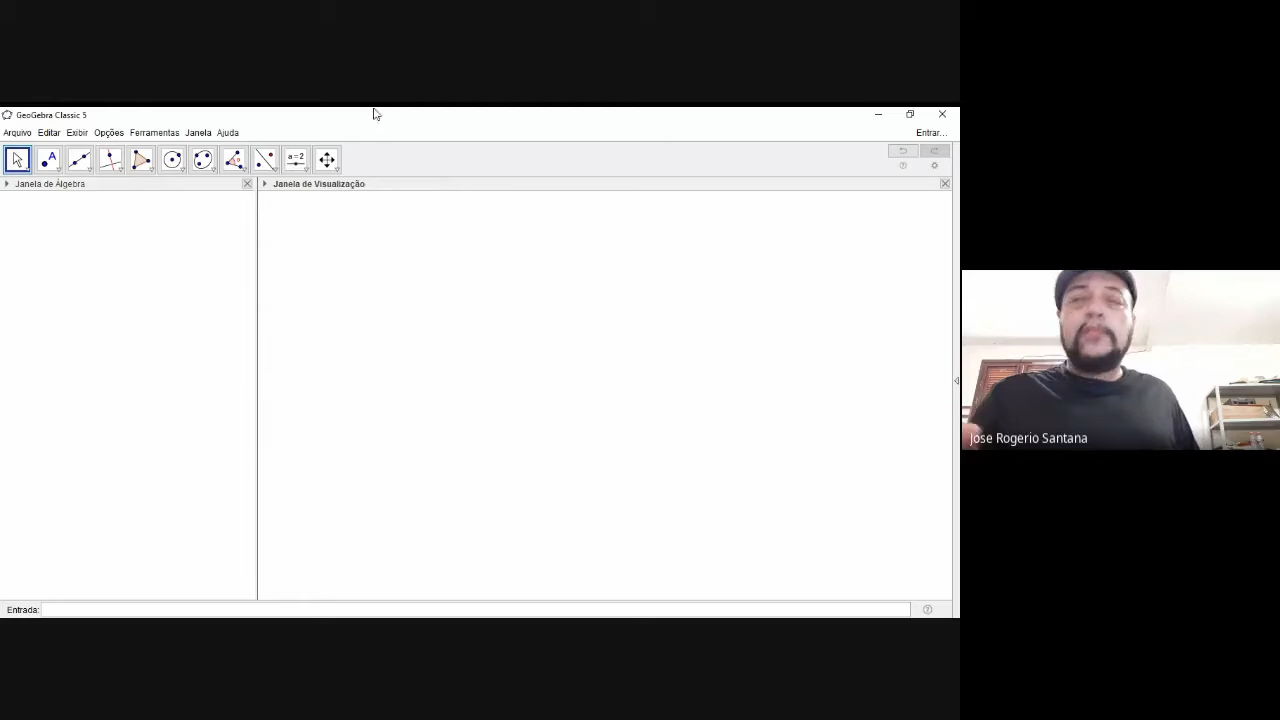 GeoGebra Classic 5
Arquivo Editar Exibir Opções Ferramentas Janela Ajuda
Entrar...
A
a=2
Janela de Álgebra
Janela de Visualização
Jose Rogerio Santana
Entrada: